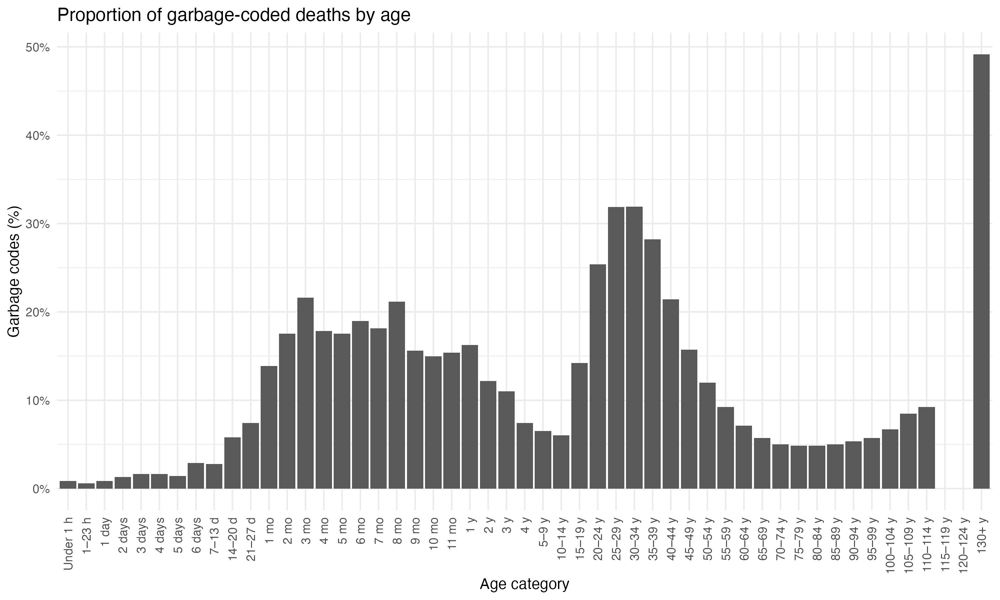 Proportion of garbage-coded deaths by age
Garbage codes (%)
50%
40%
30%
20%
10%
0%
Under 1 h
1–23 h
1 day
2 days
3 days
4 days
5 days
6 days
7–13 d
14–20 d
21–27 d
1 mo
2 mo
3 mo
4 mo
5 mo
6 mo
7 mo
8 mo
9 mo
10 mo
11 mo
1 y
2 y
3 y
4 y
5–9 y
10–14 y
15–19 y
20–24 y
25–29 y
30–34 y
35–39 y
40–44 y
45–49 y
50–54 y
55–59 y
60–64 y
65–69 y
70–74 y
75–79 y
80–84 y
85–89 y
90–94 y
95–99 y
100–104 y
105–109 y
110–114 y
115–119 y
120–124 y
130+ y
Age category